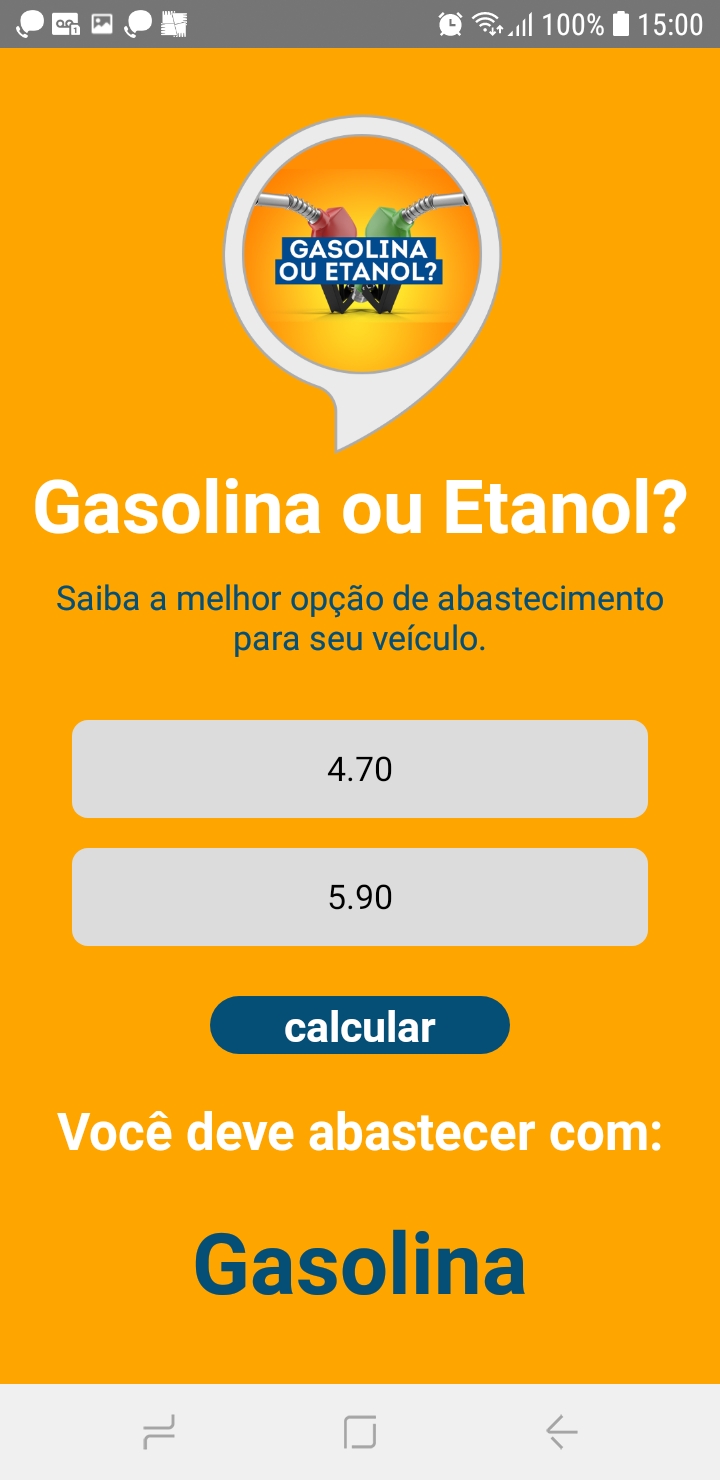 100% 15:00
GASOLINA
OU ETANOL?
Gasolina ou Etanol?
Saiba a melhor opção de abastecimento
para seu veículo.
4.70
5.90
calcular
Você deve abastecer com:
Gasolina